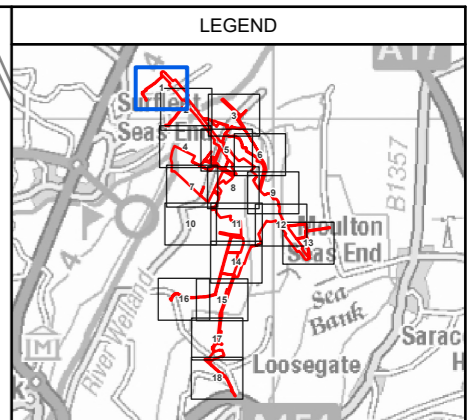 LEGEND
A17
1
Surfleet
Seas End
2
3
4
5
6
7
8
9
B1357
10
11
12
Moulton
Seas End
13
14
River Welland
15
16
Sea
Bank
17
Sarac
Loosegate
18